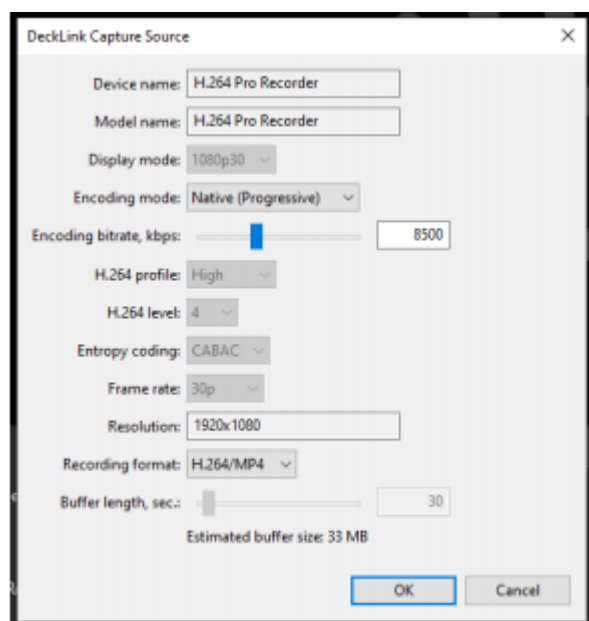 DeckLink Capture Source
Device name: H.264 Pro Recorder
Model name: H.264 Pro Recorder
Display mode: 1080p30
Encoding mode: Native (Progressive)
Encoding bitrate, kbps: 8500
H.264 profile: High
H.264 level: 4
Entropy coding: CABAC
Frame rate: 30p
Resolution: 1920x1080
Recording format: H.264/MP4
Buffer length, sec.: 30
Estimated buffer size: 33 MB
OK Cancel